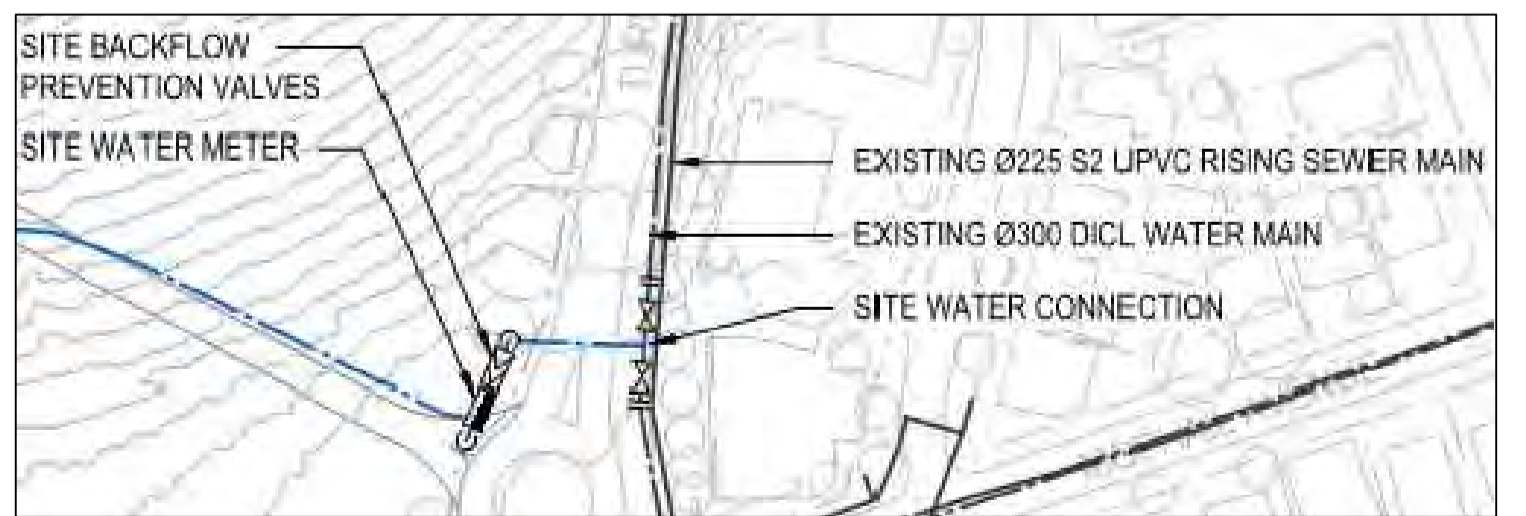 SITE BACKFLOW
PREVENTION VALVES
SITE WATER METER
EXISTING Ø225 S2 UPVC RISING SEWER MAIN
EXISTING Ø300 DICL WATER MAIN
SITE WATER CONNECTION